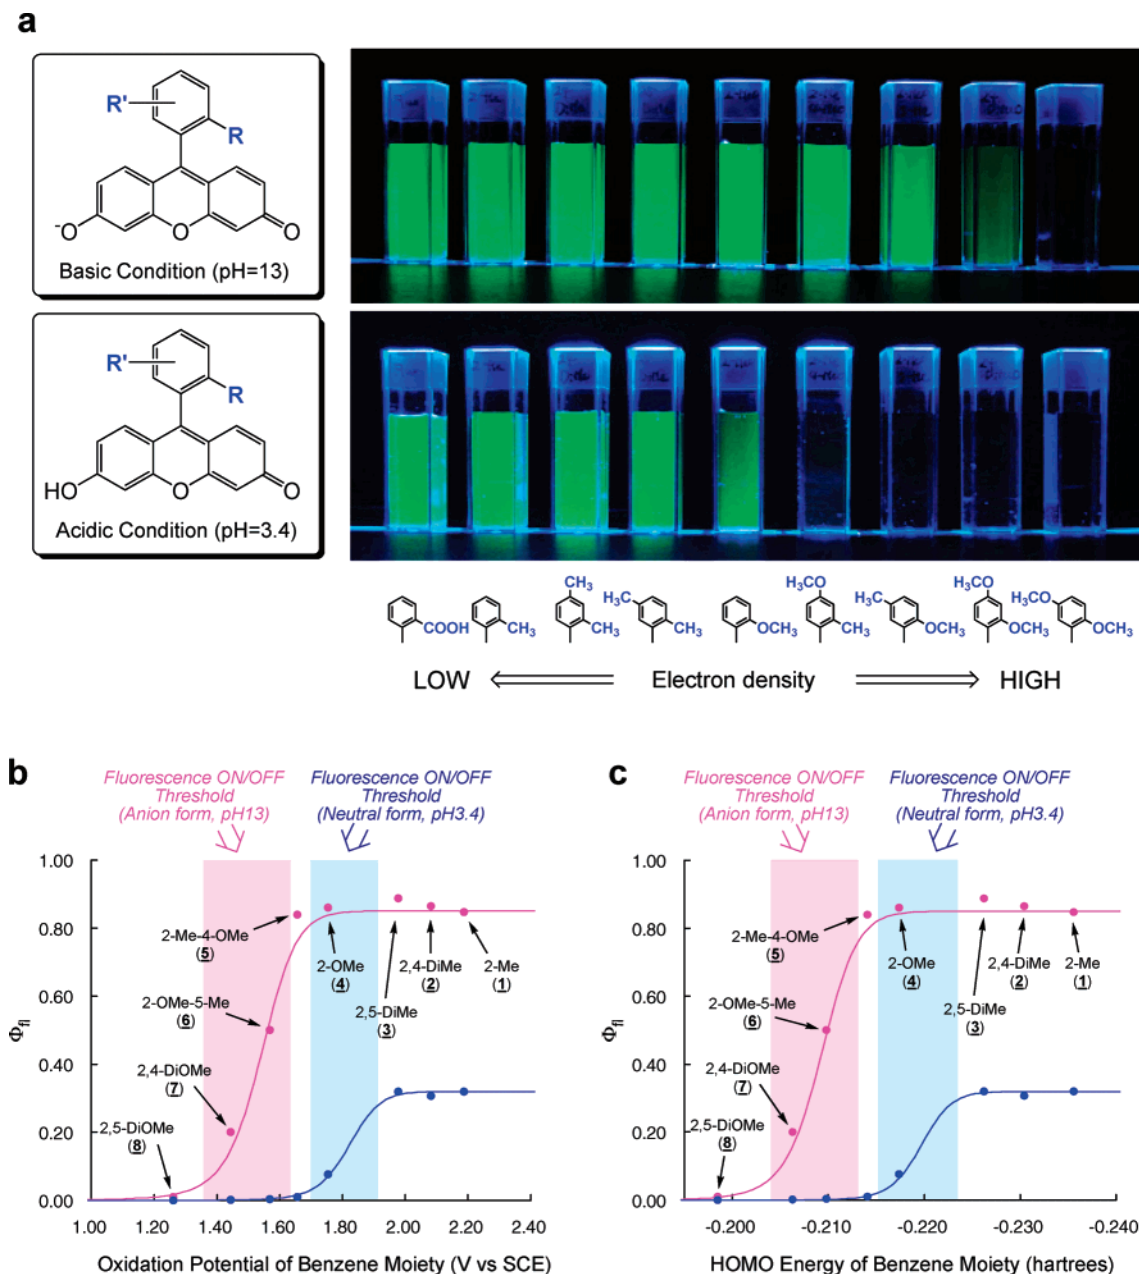 a
R'
R
-O
O
O
Basic Condition (pH=13)
R'
R
HO
O
O
Acidic Condition (pH=3.4)
COOH
CH3
CH3
CH3
H3C
CH3
OCH3
H3CO
CH3
H3C
OCH3
H3CO
OCH3
H3CO
OCH3
LOW
Electron density
HIGH
b
Fluorescence ON/OFF
Threshold
(Anion form, pH13)
Fluorescence ON/OFF
Threshold
(Neutral form, pH3.4)
1.00
0.80
0.60
0.40
0.20
0.00
Φfl
2-Me-4-OMe
(5)
2-OMe
(4)
2,4-DiMe
(2)
2-Me
(1)
2-OMe-5-Me
(6)
2,5-DiMe
(3)
2,4-DiOMe
(7)
2,5-DiOMe
(8)
1.00 1.20 1.40 1.60 1.80 2.00 2.20 2.40
Oxidation Potential of Benzene Moiety (V vs SCE)
c
Fluorescence ON/OFF
Threshold
(Anion form, pH13)
Fluorescence ON/OFF
Threshold
(Neutral form, pH3.4)
1.00
0.80
0.60
0.40
0.20
0.00
Φfl
2-Me-4-OMe
(5)
2-OMe
(4)
2,4-DiMe
(2)
2-Me
(1)
2-OMe-5-Me
(6)
2,5-DiMe
(3)
2,4-DiOMe
(7)
2,5-DiOMe
(8)
-0.200 -0.210 -0.220 -0.230 -0.240
HOMO Energy of Benzene Moiety (hartrees)